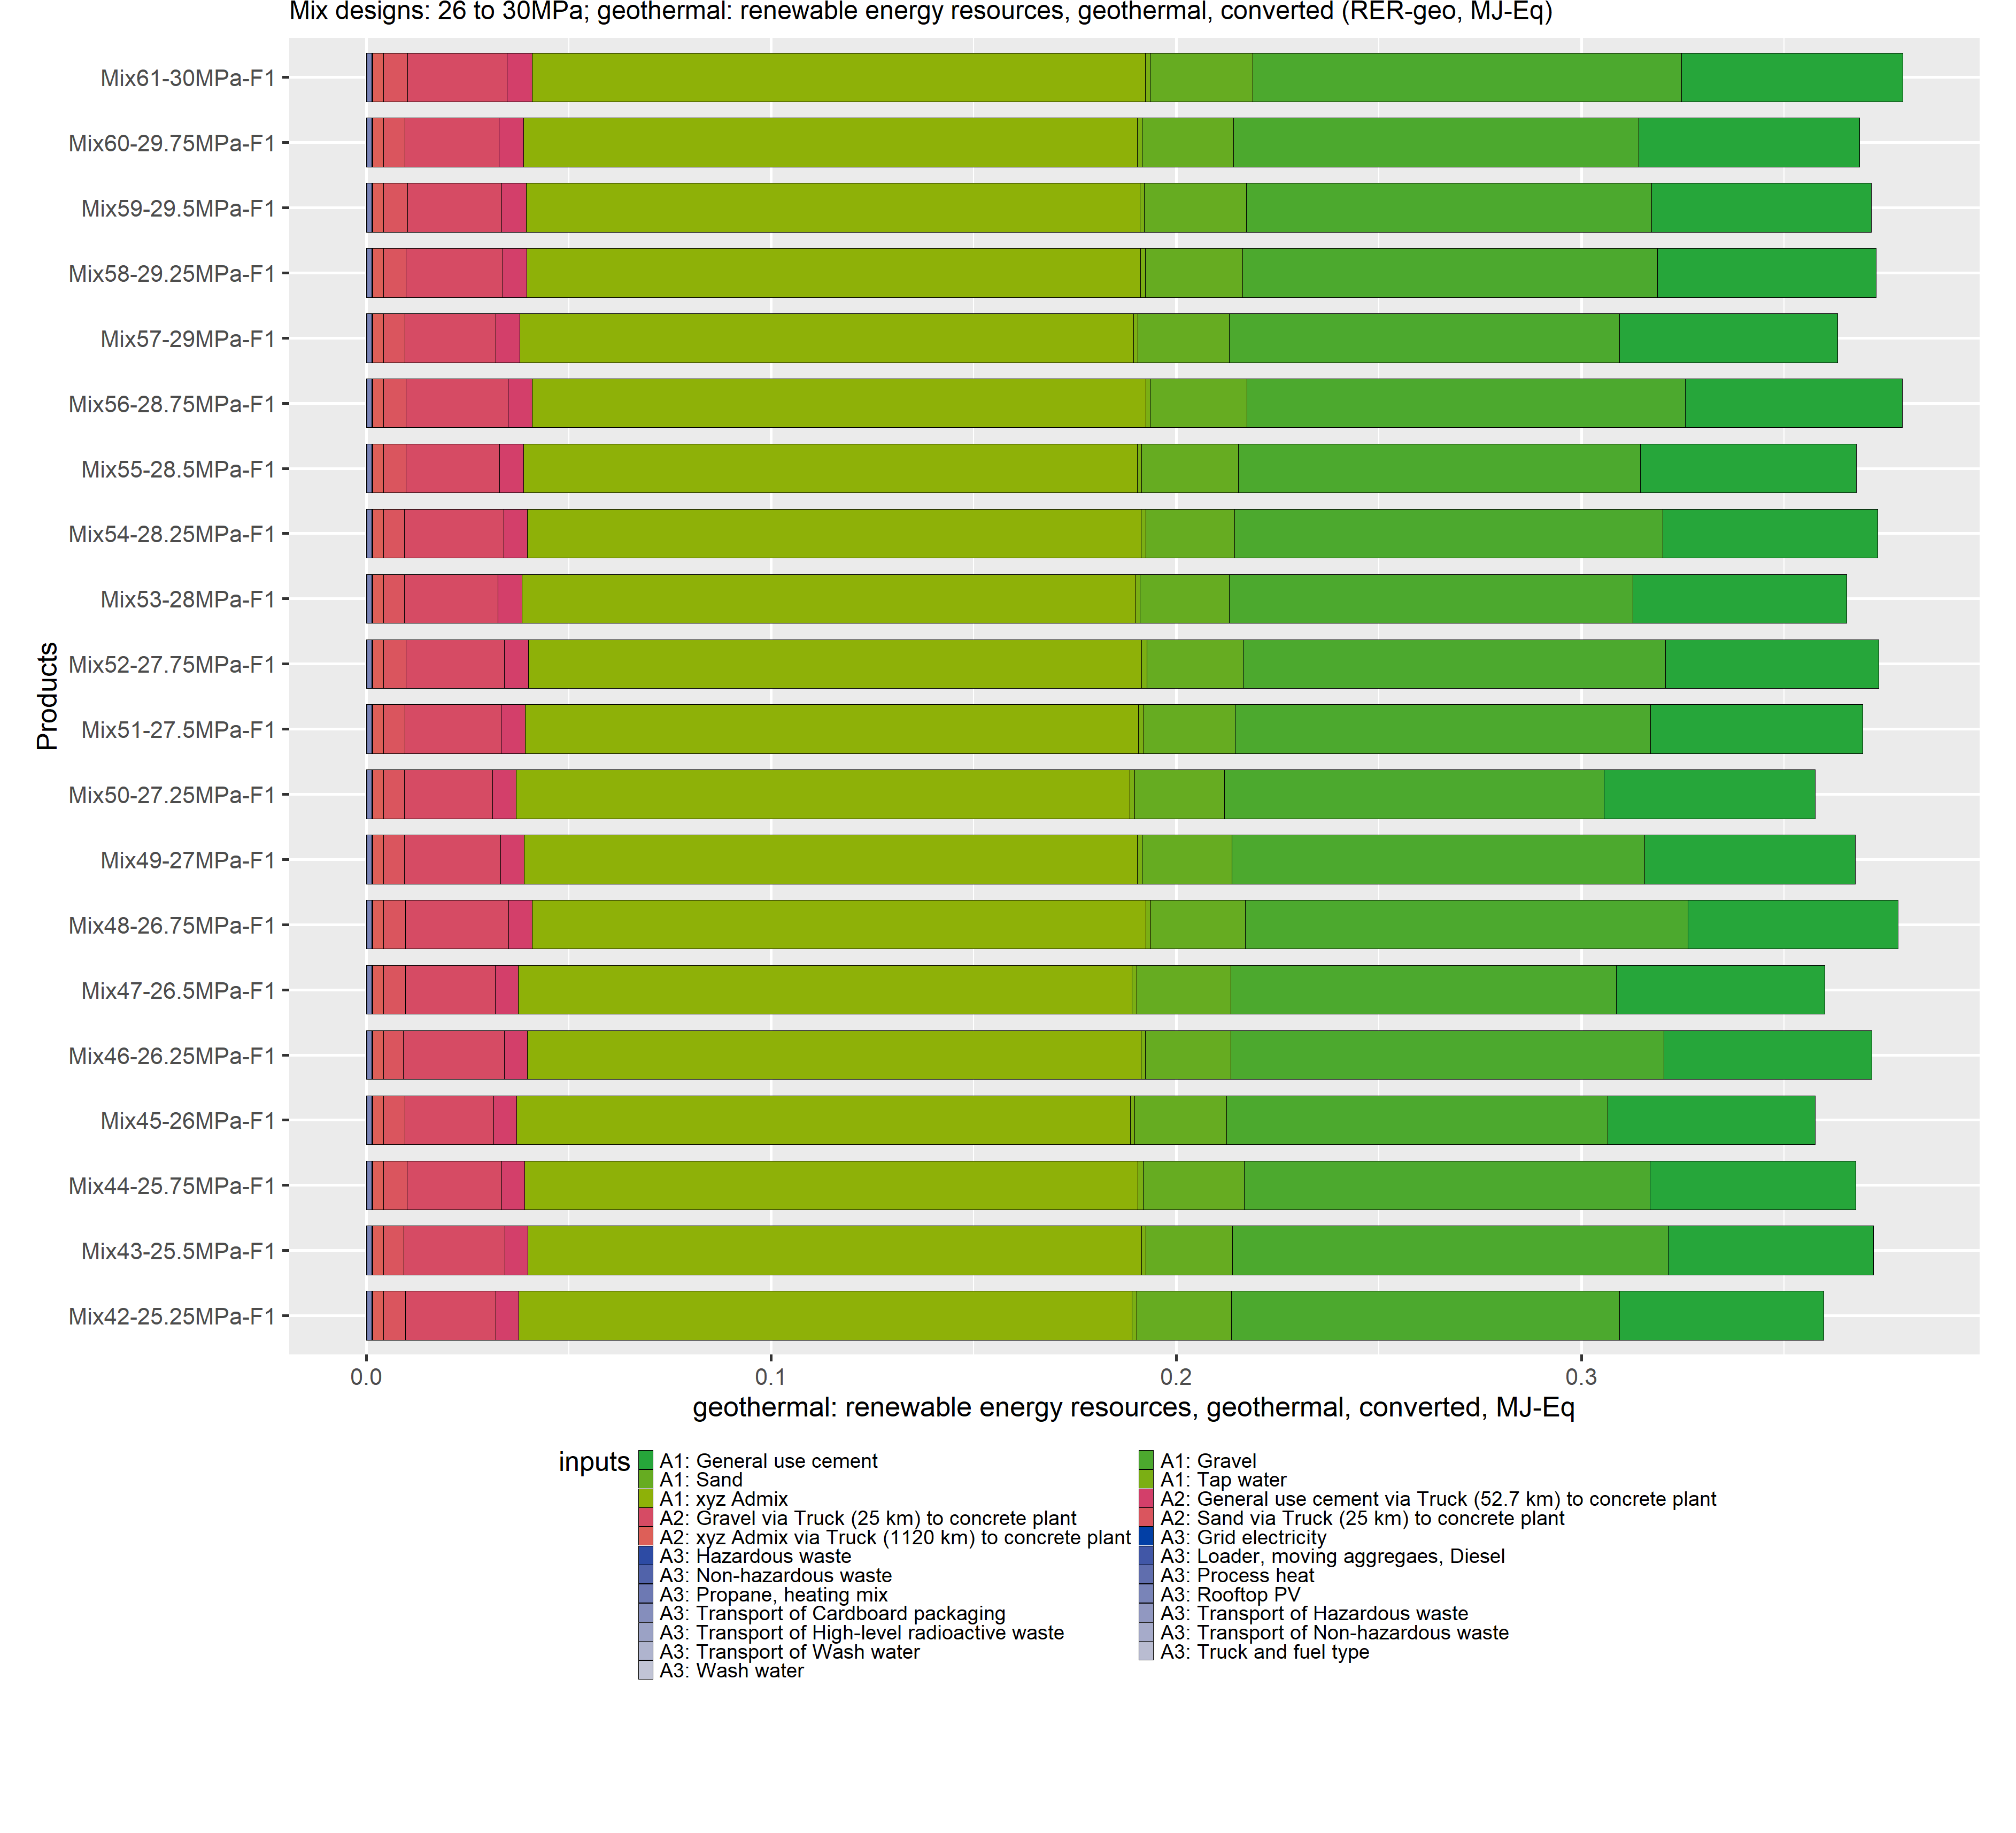 Mix designs: 26 to 30MPa; geothermal: renewable energy resources, geothermal, converted (RER-geo, MJ-Eq)
Mix61-30MPa-F1
Mix60-29.75MPa-F1
Mix59-29.5MPa-F1
Mix58-29.25MPa-F1
Mix57-29MPa-F1
Mix56-28.75MPa-F1
Mix55-28.5MPa-F1
Mix54-28.25MPa-F1
Mix53-28MPa-F1
Mix52-27.75MPa-F1
Mix51-27.5MPa-F1
Mix50-27.25MPa-F1
Mix49-27MPa-F1
Mix48-26.75MPa-F1
Mix47-26.5MPa-F1
Mix46-26.25MPa-F1
Mix45-26MPa-F1
Mix44-25.75MPa-F1
Mix43-25.5MPa-F1
Mix42-25.25MPa-F1
Products
0.0 0.1 0.2 0.3
geothermal: renewable energy resources, geothermal, converted, MJ-Eq
inputs
A1: General use cement A1: Gravel
A1: Sand A1: Tap water
A1: xyz Admix A2: General use cement via Truck (52.7 km) to concrete plant
A2: Gravel via Truck (25 km) to concrete plant A2: Sand via Truck (25 km) to concrete plant
A2: xyz Admix via Truck (1120 km) to concrete plant A3: Grid electricity
A3: Hazardous waste A3: Loader, moving aggregaes, Diesel
A3: Non-hazardous waste A3: Process heat
A3: Propane, heating mix A3: Rooftop PV
A3: Transport of Cardboard packaging A3: Transport of Hazardous waste
A3: Transport of High-level radioactive waste A3: Transport of Non-hazardous waste
A3: Transport of Wash water A3: Truck and fuel type
A3: Wash water